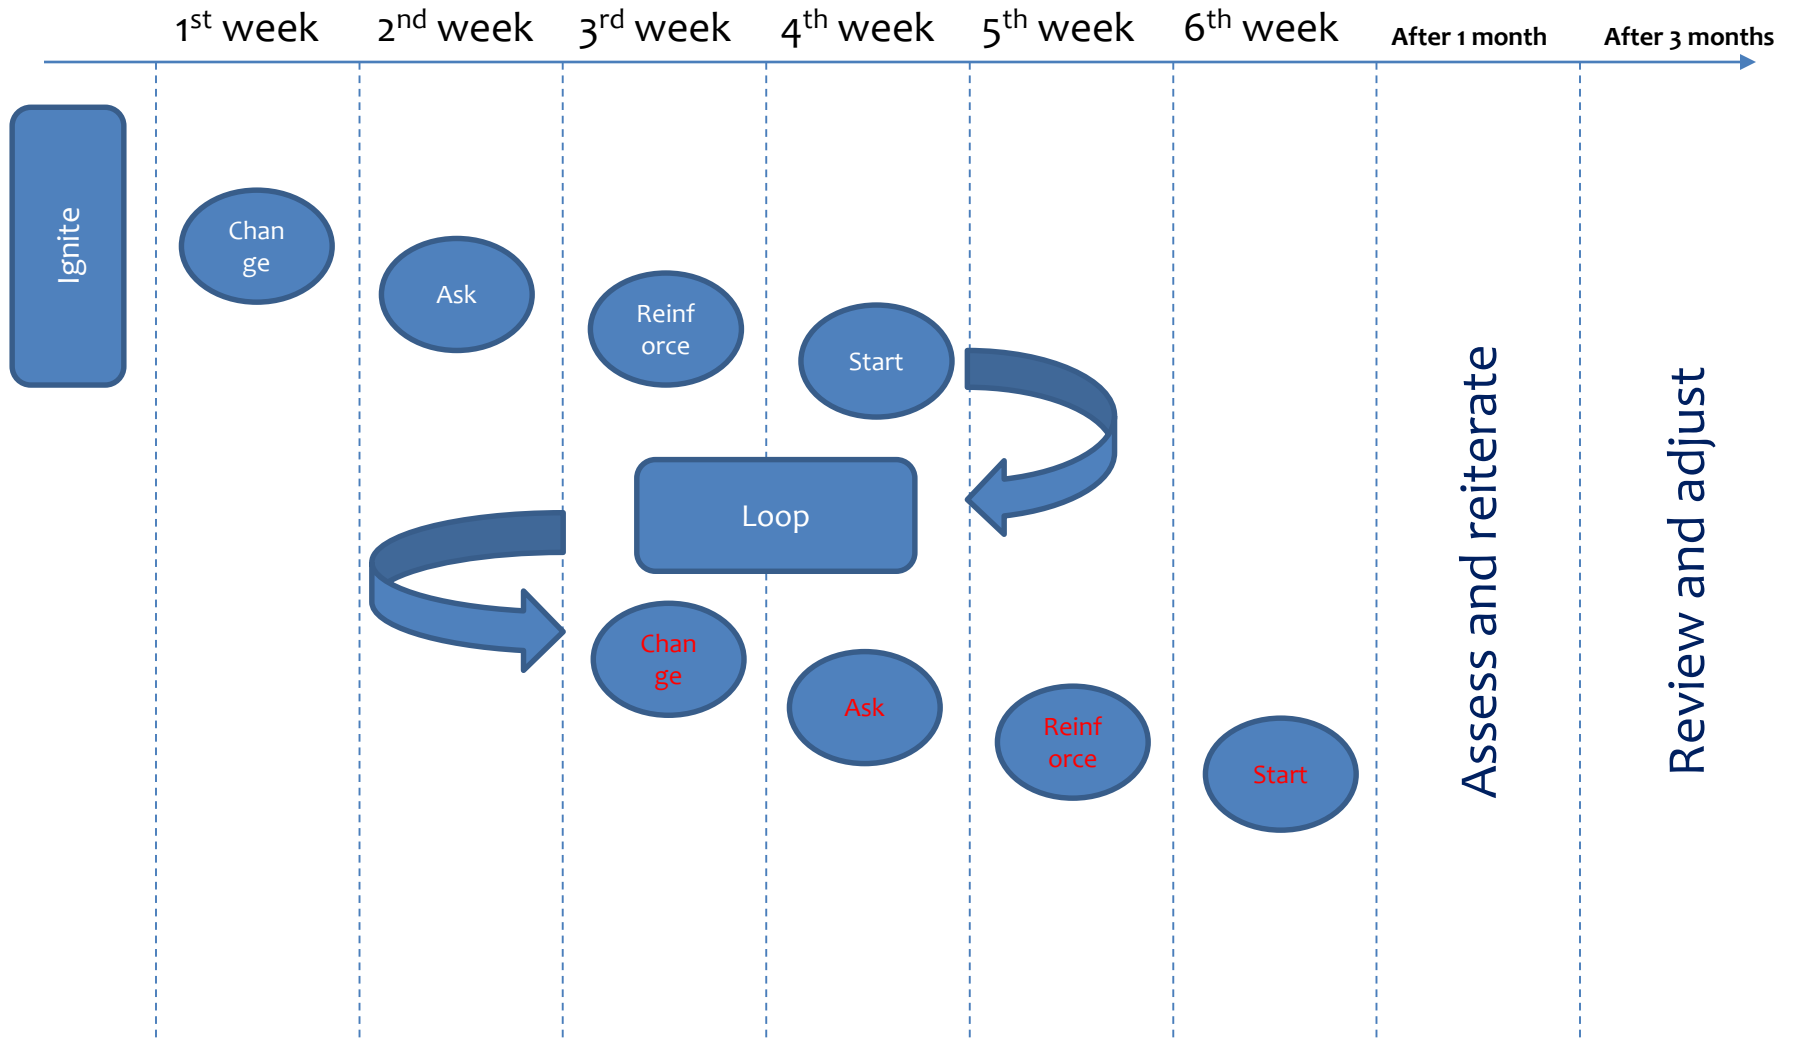 1st week
2nd week
3rd week
4th week
5th week
6th week
After 1 month
After 3 months
Ignite
Chan
ge
Ask
Reinf
orce
Start
Loop
Chan
ge
Ask
Reinf
orce
Start
Assess and reiterate
Review and adjust